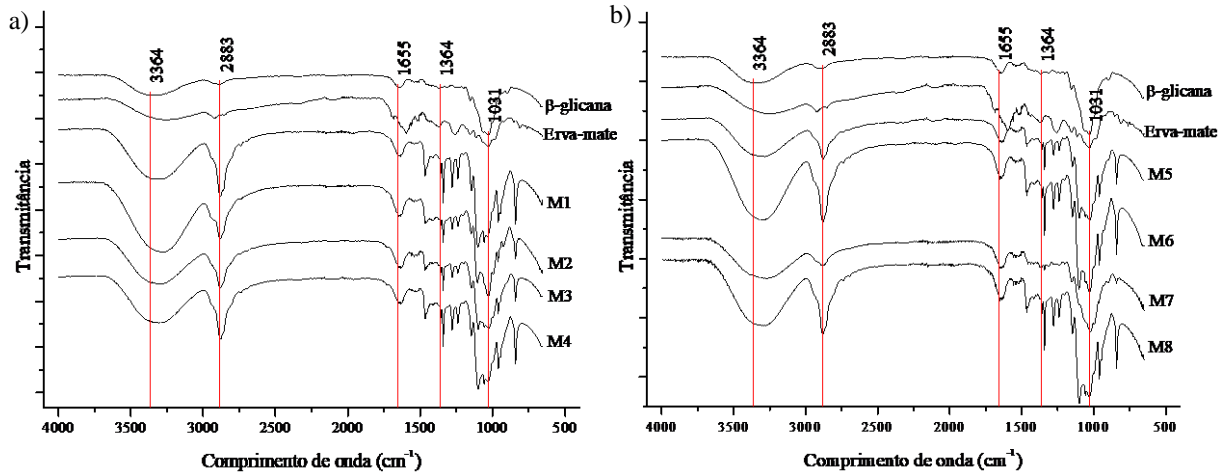 a)
3364
2883
1655
1364
1031
β-glicana
Erva-mate
M1
M2
M3
M4
Transmitância
4000 3500 3000 2500 2000 1500 1000 500
Comprimento de onda (cm⁻¹)
b)
3364
2883
1655
1364
1031
β-glicana
Erva-mate
M5
M6
M7
M8
Transmitância
4000 3500 3000 2500 2000 1500 1000 500
Comprimento de onda (cm⁻¹)